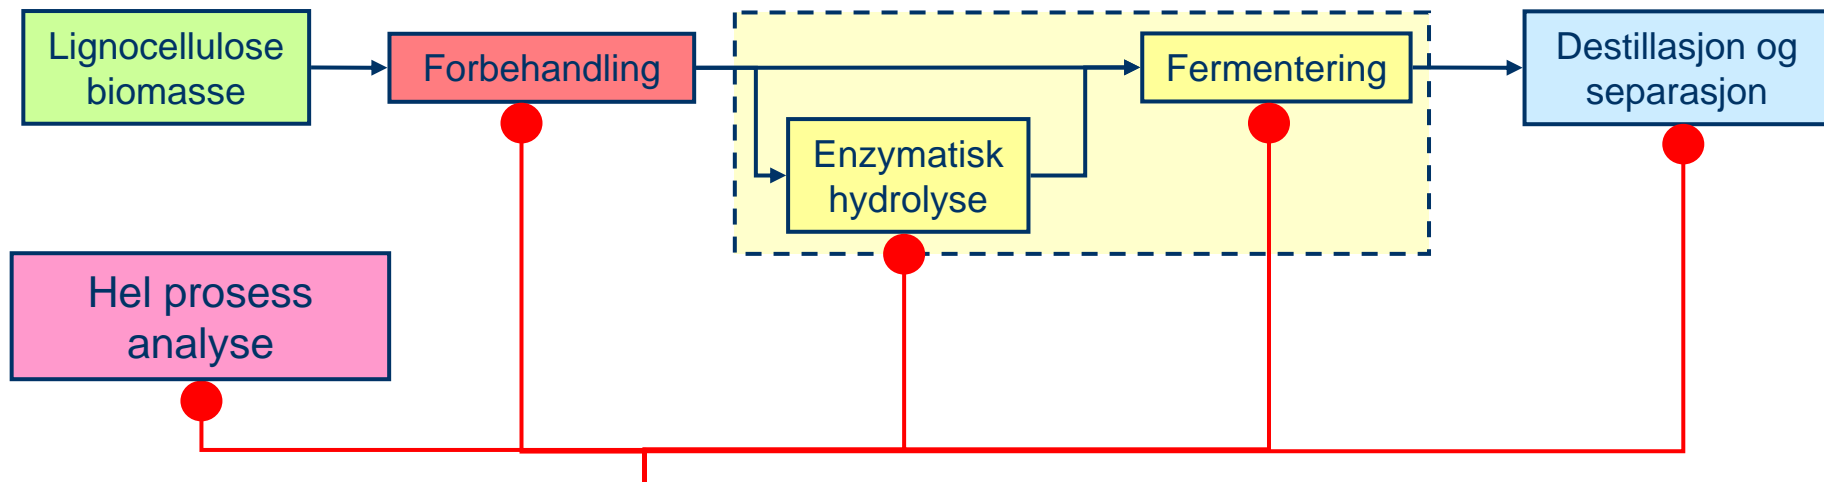 Lignocellulose
biomasse
Forbehandling
Enzymatisk
hydrolyse
Fermentering
Destillasjon og
separasjon
Hel prosess
analyse